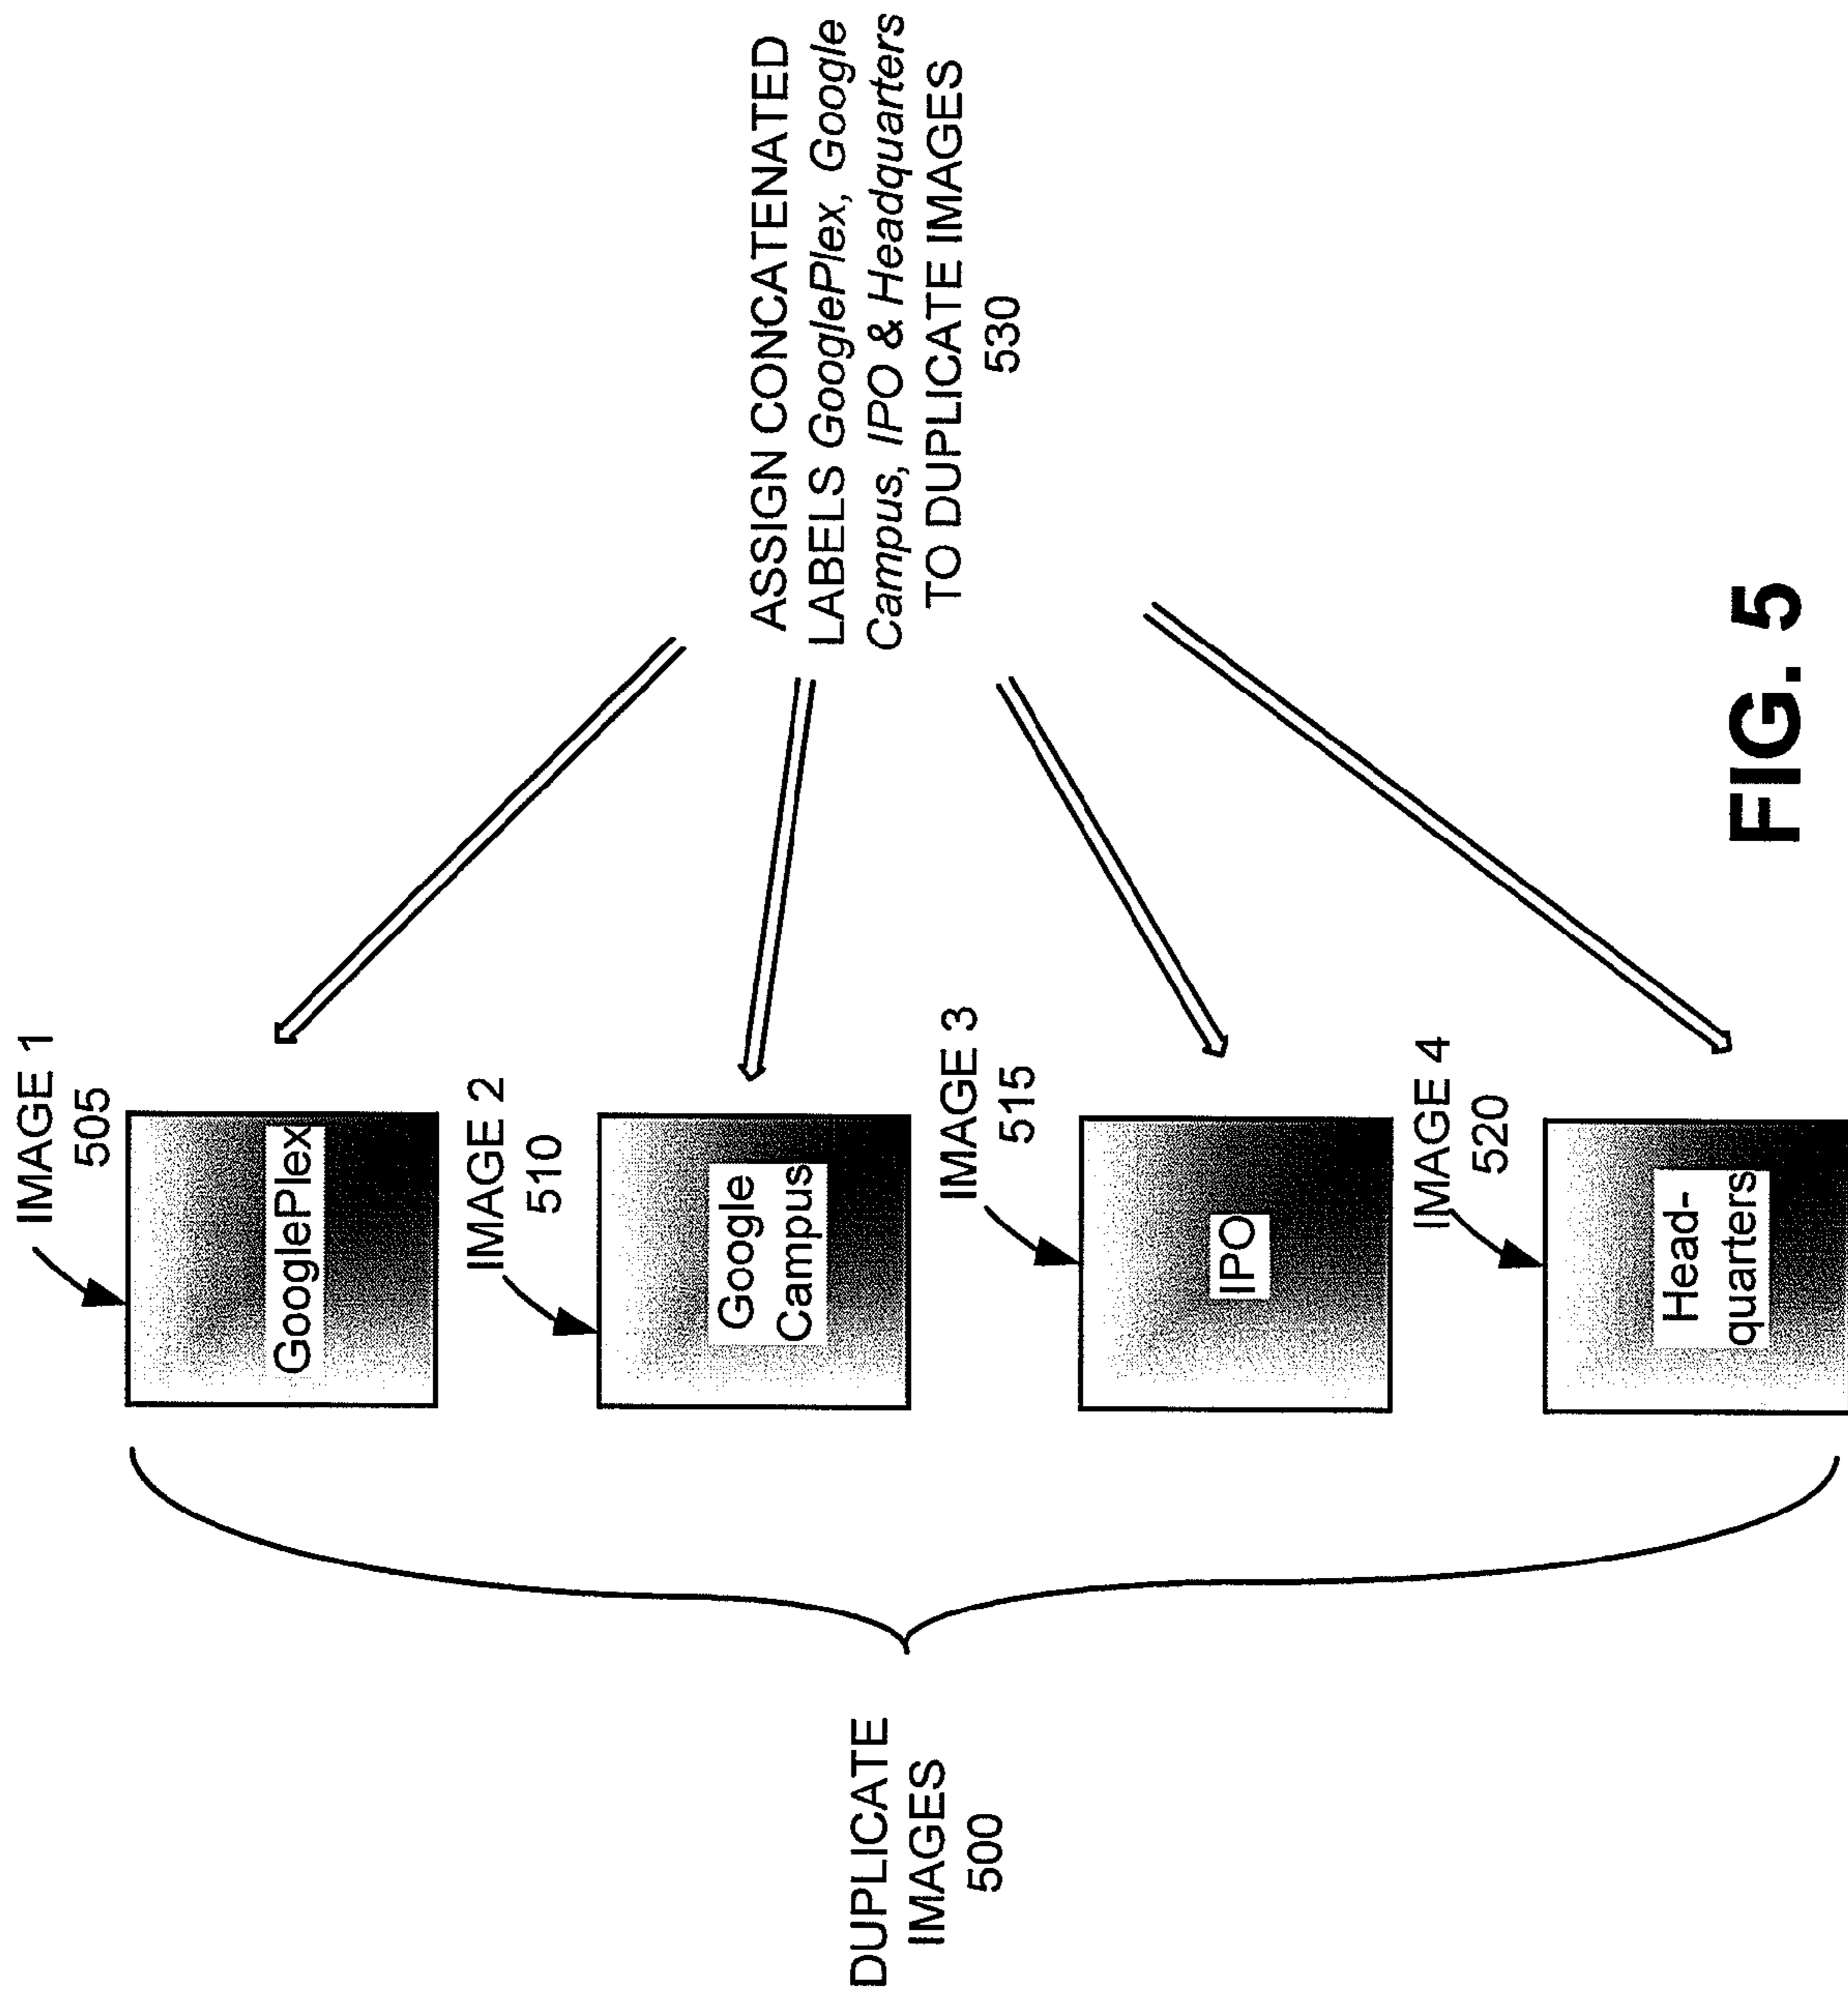 DUPLICATE
IMAGES
500
IMAGE 1
505
GooglePlex
IMAGE 2
510
Google
Campus
IMAGE 3
515
IPO
IMAGE 4
520
Head-
quarters
ASSIGN CONCATENATED
LABELS GooglePlex, Google
Campus, IPO & Headquarters
TO DUPLICATE IMAGES
530
FIG. 5